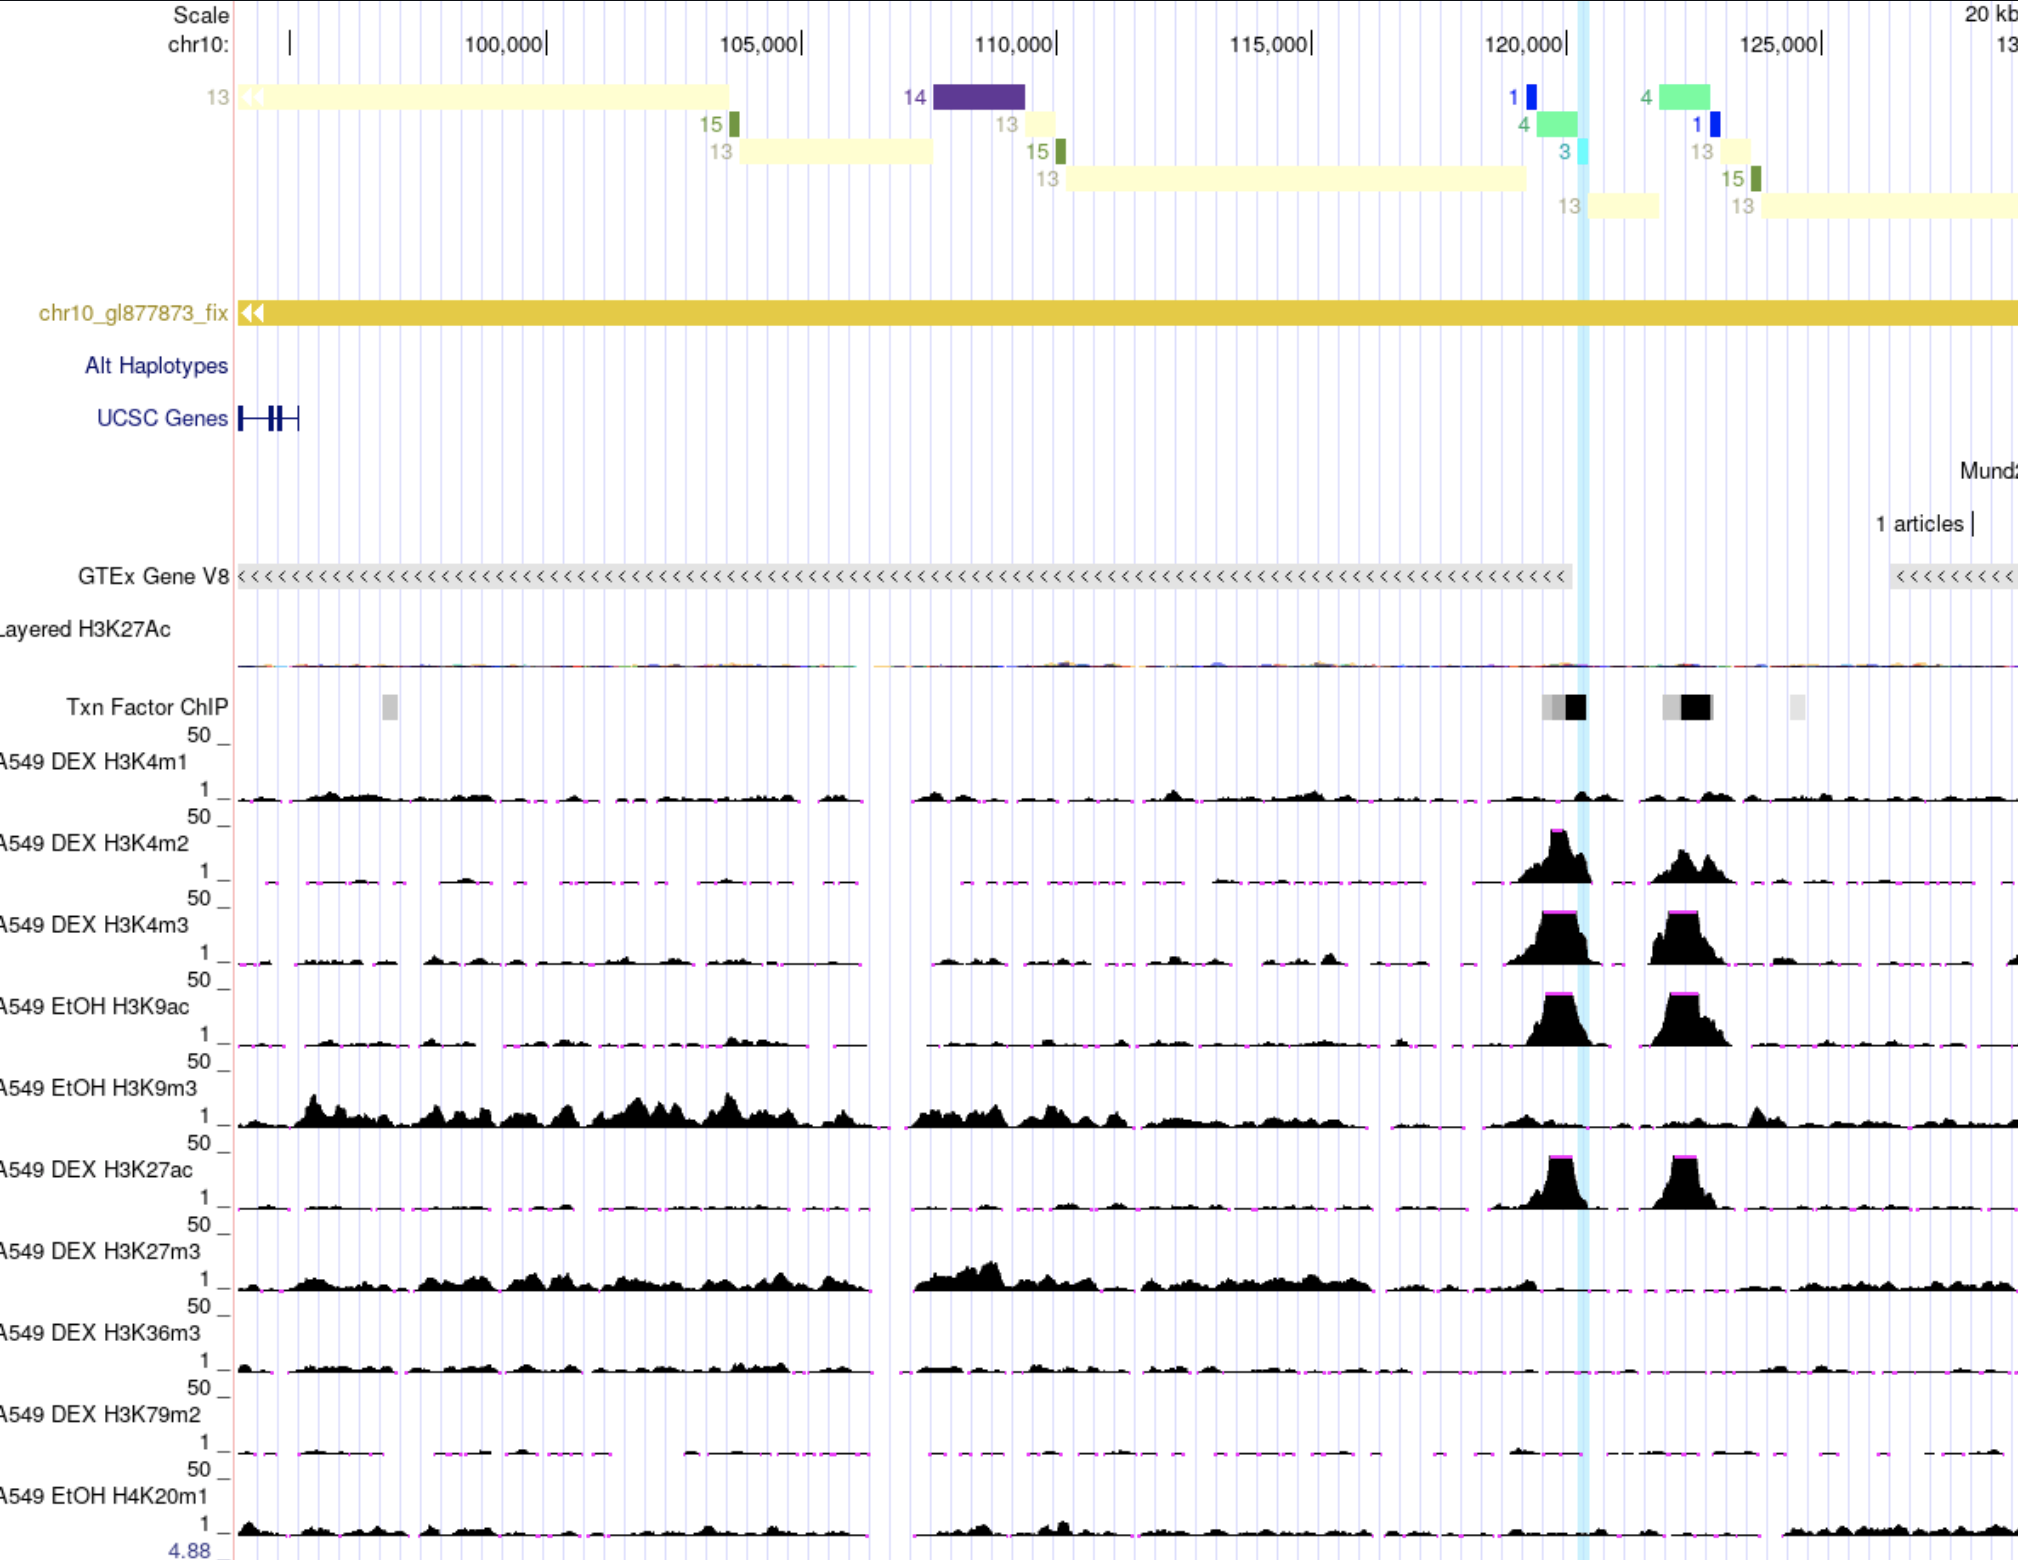 Scale 20 kb
chr10: 100,000 105,000 110,000 115,000 120,000 125,000 13
13 14 1 4
15 13 4 1
13 15 3 13
13 15
13 13
chr10_gl877873_fix
Alt Haplotypes
UCSC Genes
Mund2
1 articles
GTEx Gene V8
Layered H3K27Ac
Txn Factor ChIP
50
A549 DEX H3K4m1
1
50
A549 DEX H3K4m2
1
50
A549 DEX H3K4m3
1
50
A549 EtOH H3K9ac
1
50
A549 EtOH H3K9m3
1
50
A549 DEX H3K27ac
1
50
A549 DEX H3K27m3
1
50
A549 DEX H3K36m3
1
50
A549 DEX H3K79m2
1
50
A549 EtOH H4K20m1
1
4.88